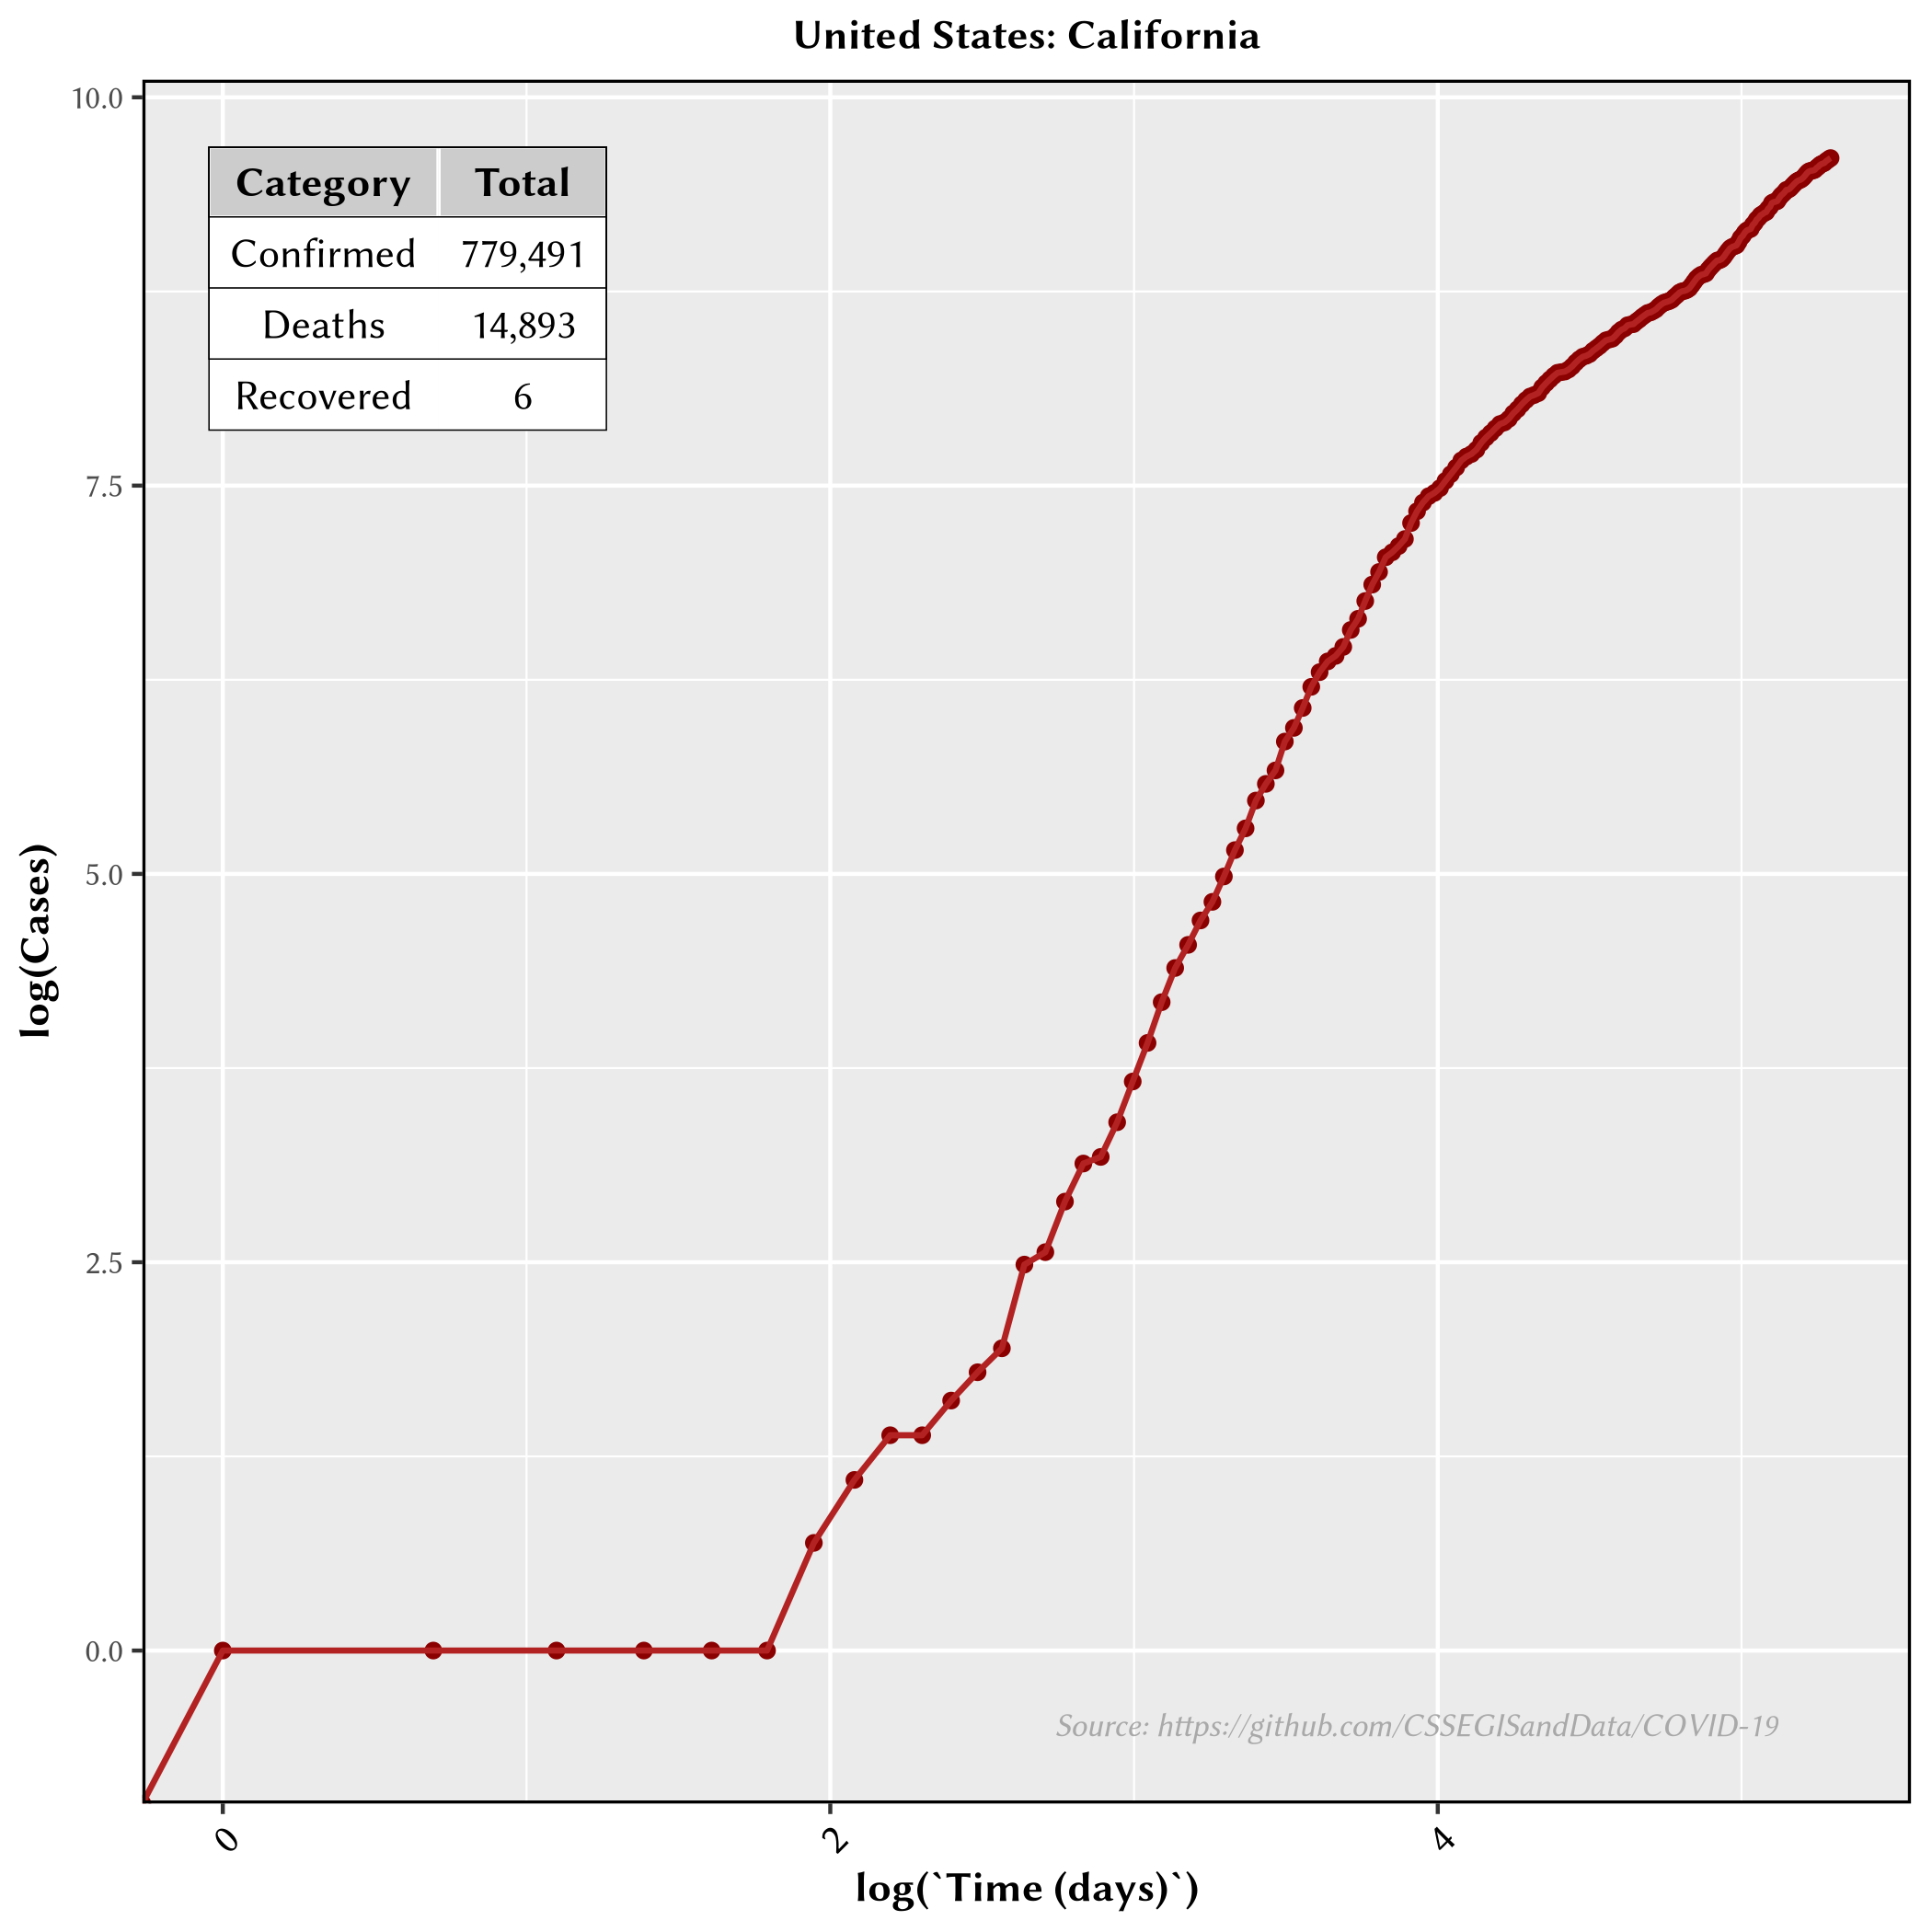 United States: California
10.0
7.5
5.0
2.5
0.0
log(Cases)
Category Total
Confirmed 779,491
Deaths 14,893
Recovered 6
Source: https://github.com/CSSEGISandData/COVID-19
0 2 4
log(`Time (days)`)